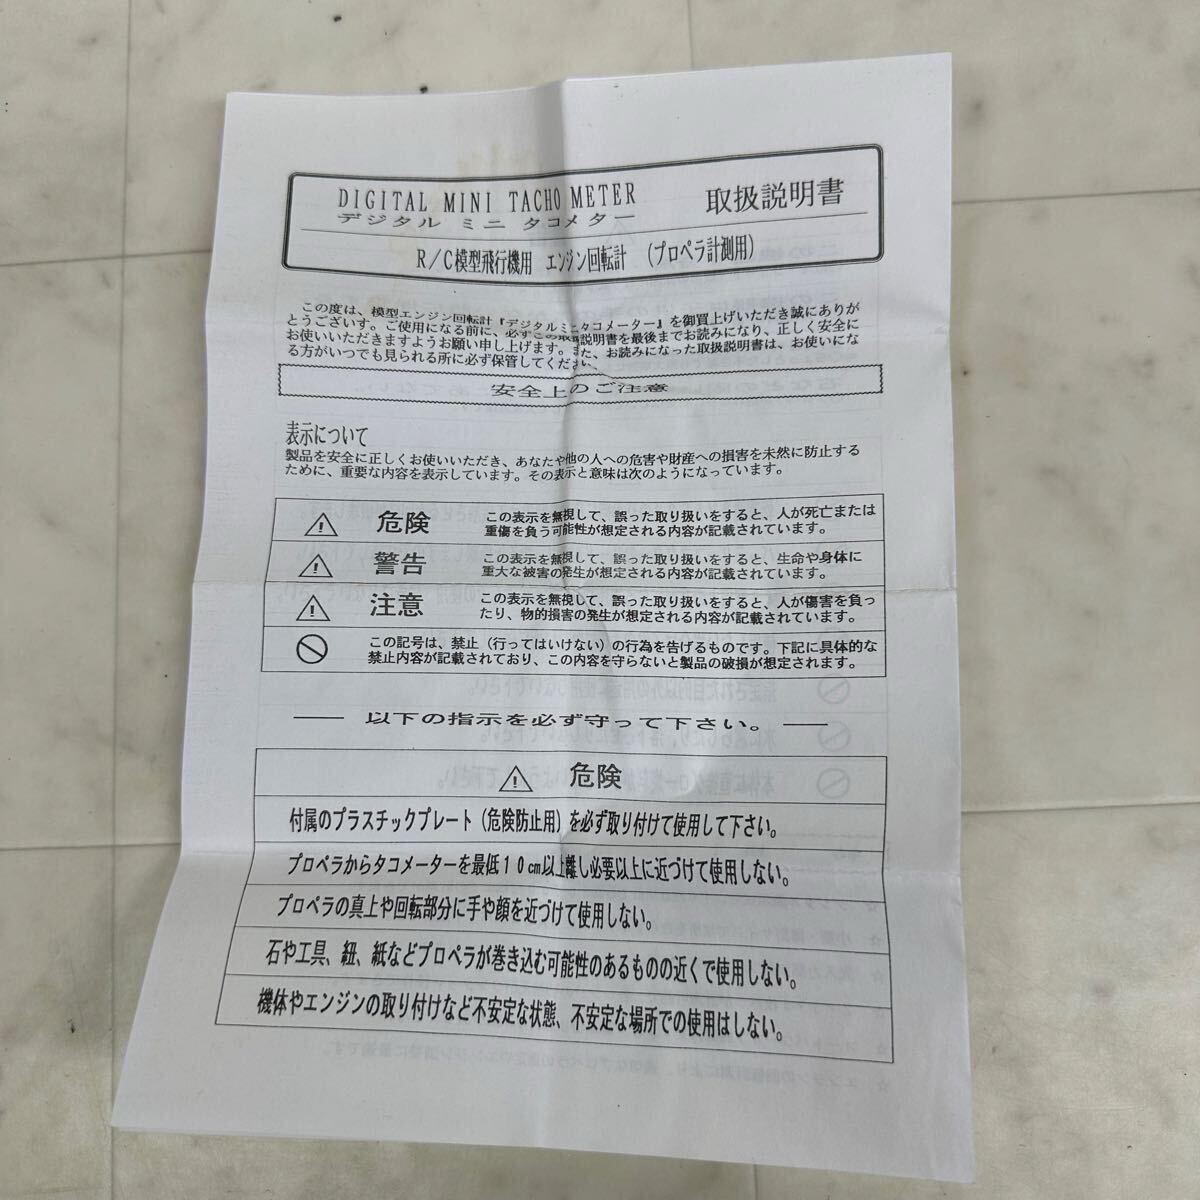 DIGITAL MINI TACHO METER 取扱説明書
デジタル ミニ タコメター
R/C模型飛行機用 エンジン回転計 (プロペラ計測用)
この度は、模型エンジン回転計『デジタルミニタコメーター』を御買上げいただき誠にありが
とうございます。ご使用になる前に、必ずこの取扱説明書を最後までお読みになり、正しく安全に
お使いいただきますようお願い申し上げます。また、お読みになった取扱説明書は、お使いにな
る方がいつでも見られる所に必ず保管してください。
安全上のご注意
表示について
製品を安全に正しくお使いいただき、あなたや他の人への危害や財産への損害を未然に防止する
ために、重要な内容を表示しています。その表示と意味は次のようになっています。
危険 この表示を無視して、誤った取り扱いをすると、人が死亡または
重傷を負う可能性が想定される内容が記載されています。
警告 この表示を無視して、誤った取り扱いをすると、生命や身体に
重大な被害の発生が想定される内容が記載されています。
注意 この表示を無視して、誤った取り扱いをすると、人が傷害を負っ
たり、物的損害の発生が想定される内容が記載されています。
この記号は、禁止（行ってはいけない）の行為を告げるものです。下記に具体的な
禁止内容が記載されており、この内容を守らないと製品の破損が想定されます。
── 以下の指示を必ず守って下さい。 ──
危険
付属のプラスチックプレート（危険防止用）を必ず取り付けて使用して下さい。
プロペラからタコメーターを最低１０cm以上離し必要以上に近づけて使用しない。
プロペラの真上や回転部分に手や顔を近づけて使用しない。
石や工具、紐、紙などプロペラが巻き込む可能性のあるものの近くで使用しない。
機体やエンジンの取り付けなど不安定な状態、不安定な場所での使用はしない。